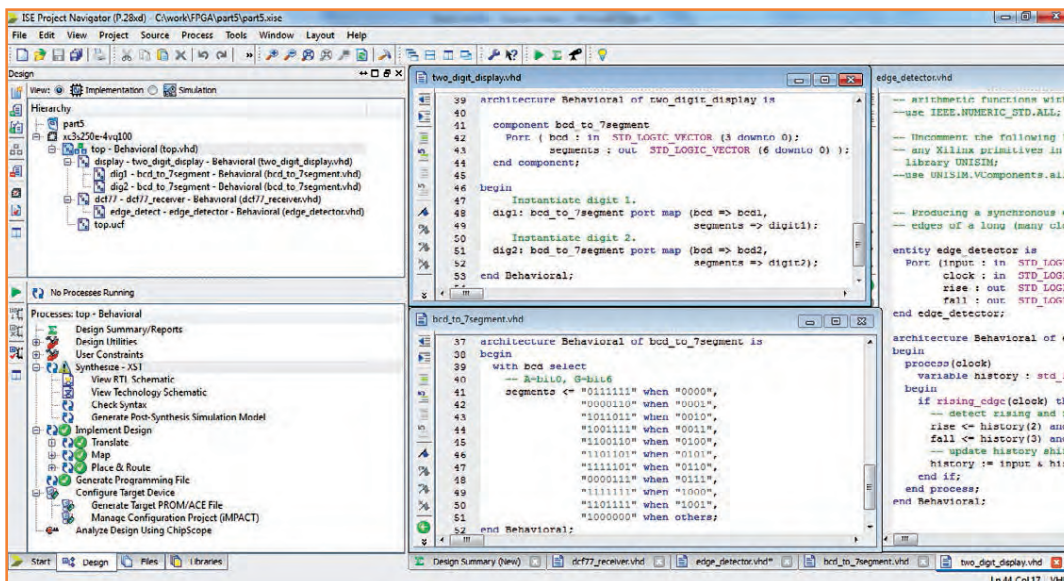 ISE Project Navigator (P.28xd) - C:\work\FPGA\part5\part5.xise
File Edit View Project Source Process Tools Window Layout Help
Design
View: Implementation Simulation
Hierarchy
part5
xc3s250e-4vq100
top - Behavioral (top.vhd)
display - two_digit_display - Behavioral (two_digit_display.vhd)
dig1 - bcd_to_7segment - Behavioral (bcd_to_7segment.vhd)
dig2 - bcd_to_7segment - Behavioral (bcd_to_7segment.vhd)
dcf77 - dcf77_receiver - Behavioral (dcf77_receiver.vhd)
edge_detect - edge_detector - Behavioral (edge_detector.vhd)
top.ucf
No Processes Running
Processes: top - Behavioral
Design Summary/Reports
Design Utilities
User Constraints
Synthesize - XST
View RTL Schematic
View Technology Schematic
Check Syntax
Generate Post-Synthesis Simulation Model
Implement Design
Translate
Map
Place & Route
Generate Programming File
Configure Target Device
Generate Target PROM/ACE File
Manage Configuration Project (iMPACT)
Analyze Design Using ChipScope
Start Design Files Libraries
two_digit_display.vhd
39 architecture Behavioral of two_digit_display is
40
41 component bcd_to_7segment
42 Port ( bcd : in STD_LOGIC_VECTOR (3 downto 0);
43 segments : out STD_LOGIC_VECTOR (6 downto 0) );
44 end component;
45
46 begin
47 Instantiate digit 1.
48 dig1: bcd_to_7segment port map (bcd => bcd1,
49 segments => digit1);
50 Instantiate digit 2.
51 dig2: bcd_to_7segment port map (bcd => bcd2,
52 segments => digit2);
53 end Behavioral;
bcd_to_7segment.vhd
37 architecture Behavioral of bcd_to_7segment is
38 begin
39 with bcd select
40 -- A=bit0, G=bit6
41 segments <= "0111111" when "0000",
42 "0000110" when "0001",
43 "1011011" when "0010",
44 "1001111" when "0011",
45 "1100110" when "0100",
46 "1101101" when "0101",
47 "1111101" when "0110",
48 "0000111" when "0111",
49 "1111111" when "1000",
50 "1101111" when "1001",
51 "1000000" when others;
52 end Behavioral;
edge_detector.vhd
-- arithmetic functions with
--use IEEE.NUMERIC_STD.ALL;
-- Uncomment the following
-- any Xilinx primitives in
library UNISIM;
--use UNISIM.VComponents.al
-- Producing a synchronous
-- edges of a long (many clo
entity edge_detector is
Port (input : in STD_LOG
clock : in STD_LOG
rise : out STD_LOG
fall : out STD_LOG
end edge_detector;
architecture Behavioral of
begin
process(clock)
variable history : std
begin
if rising_edge(clock) th
-- detect rising and
rise <= history(2) and
fall <= history(3) and
-- update history shi
history := input & his
end if;
end process;
end Behavioral;
Design Summary (New) dcf77_receiver.vhd edge_detector.vhd* bcd_to_7segment.vhd two_digit_display.vhd
Ln 44 Col 17